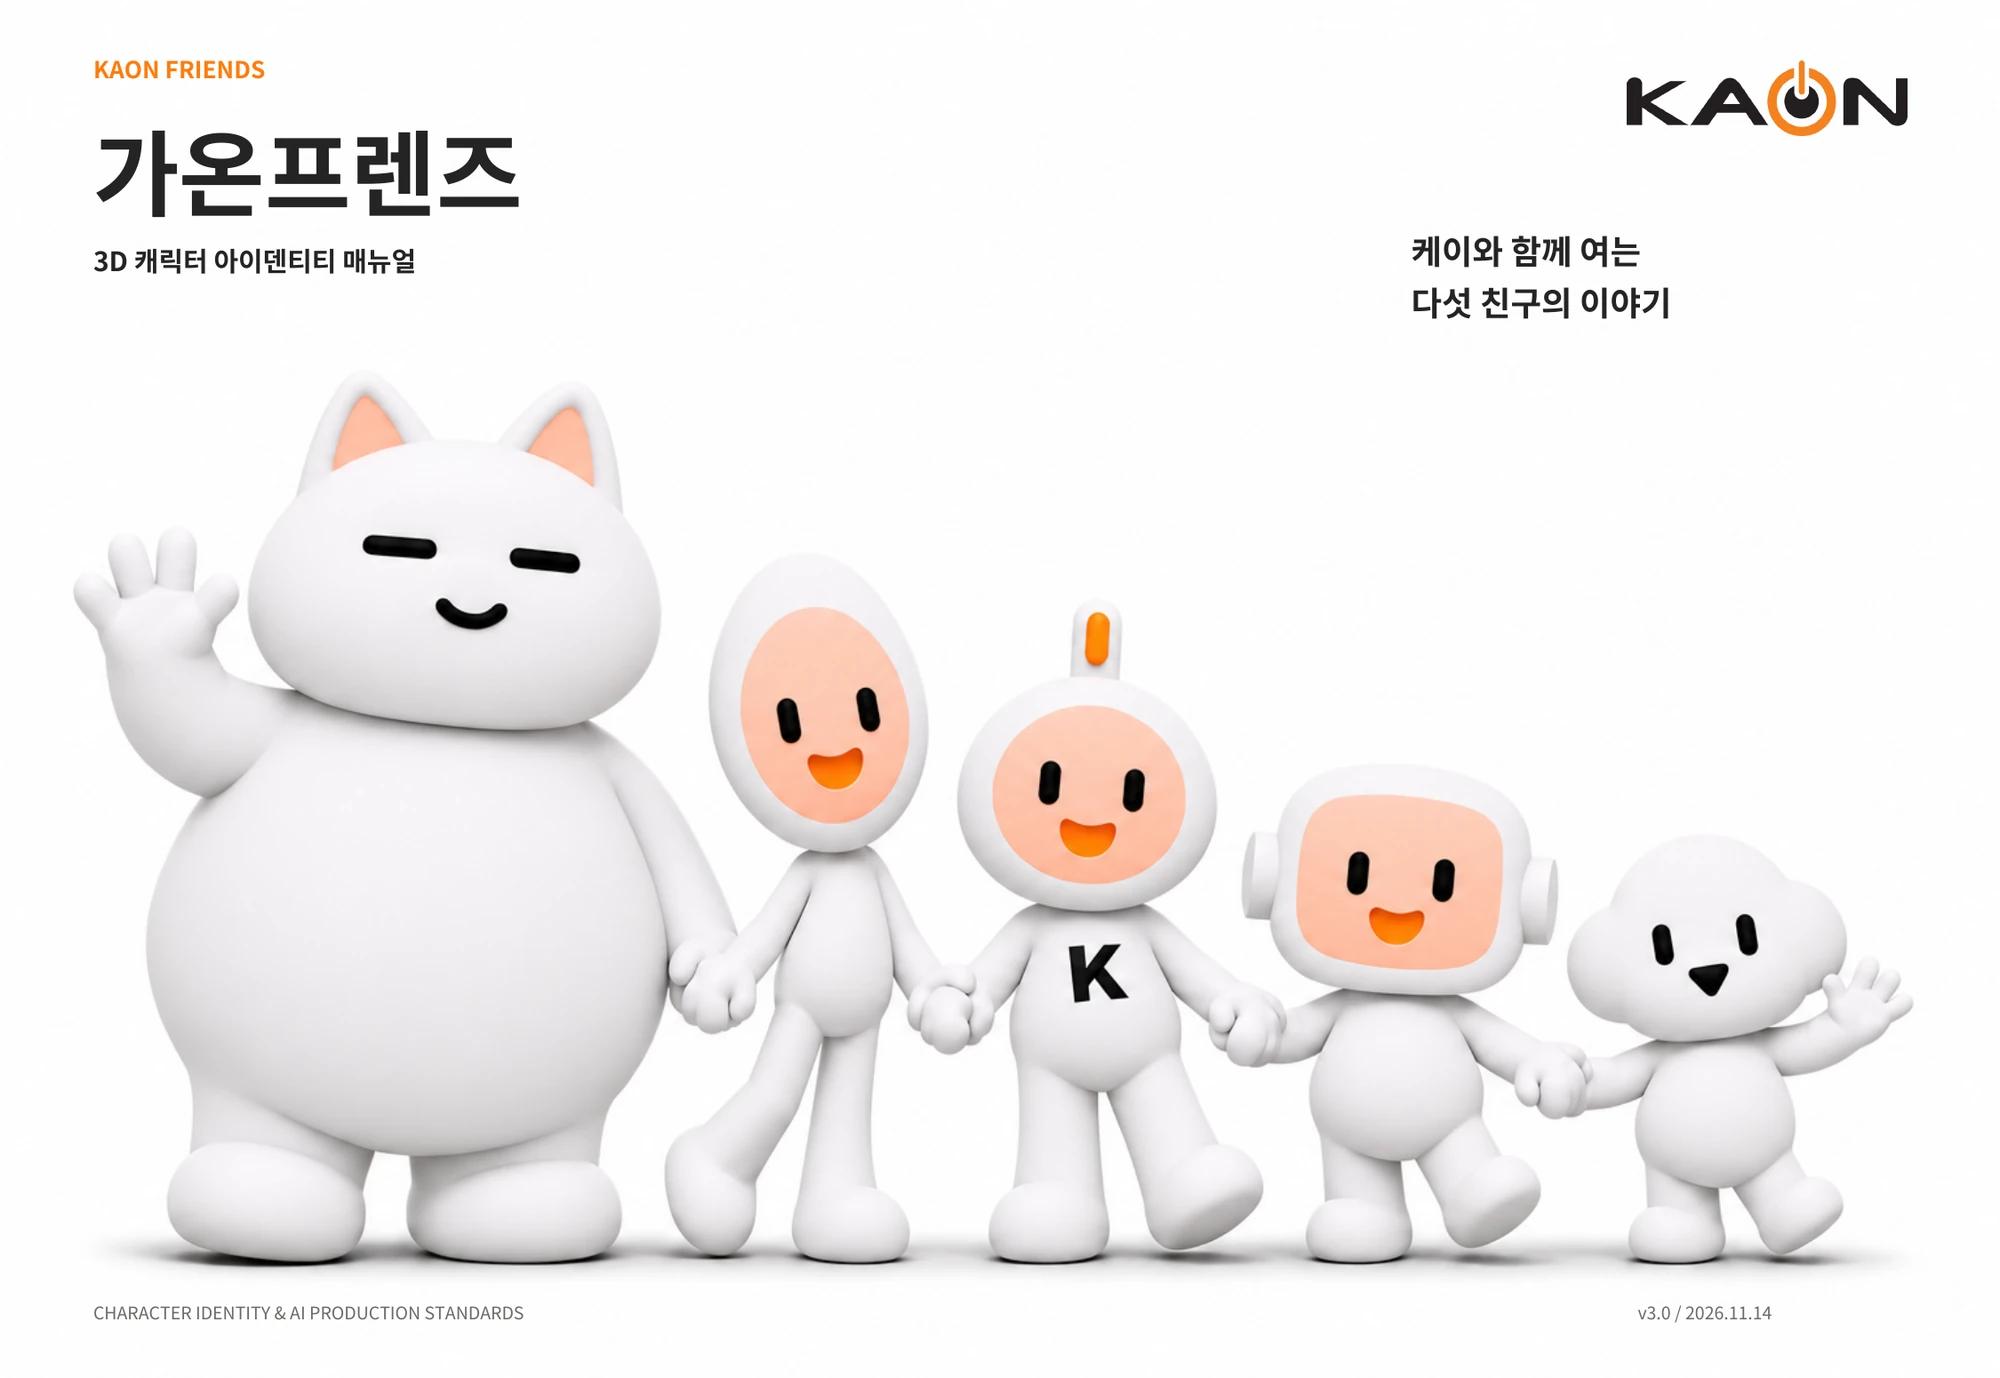 KAON FRIENDS
KAON
가온프렌즈
3D 캐릭터 아이덴티티 매뉴얼
케이와 함께 여는
다섯 친구의 이야기
K
CHARACTER IDENTITY & AI PRODUCTION STANDARDS
v3.0 / 2026.11.14